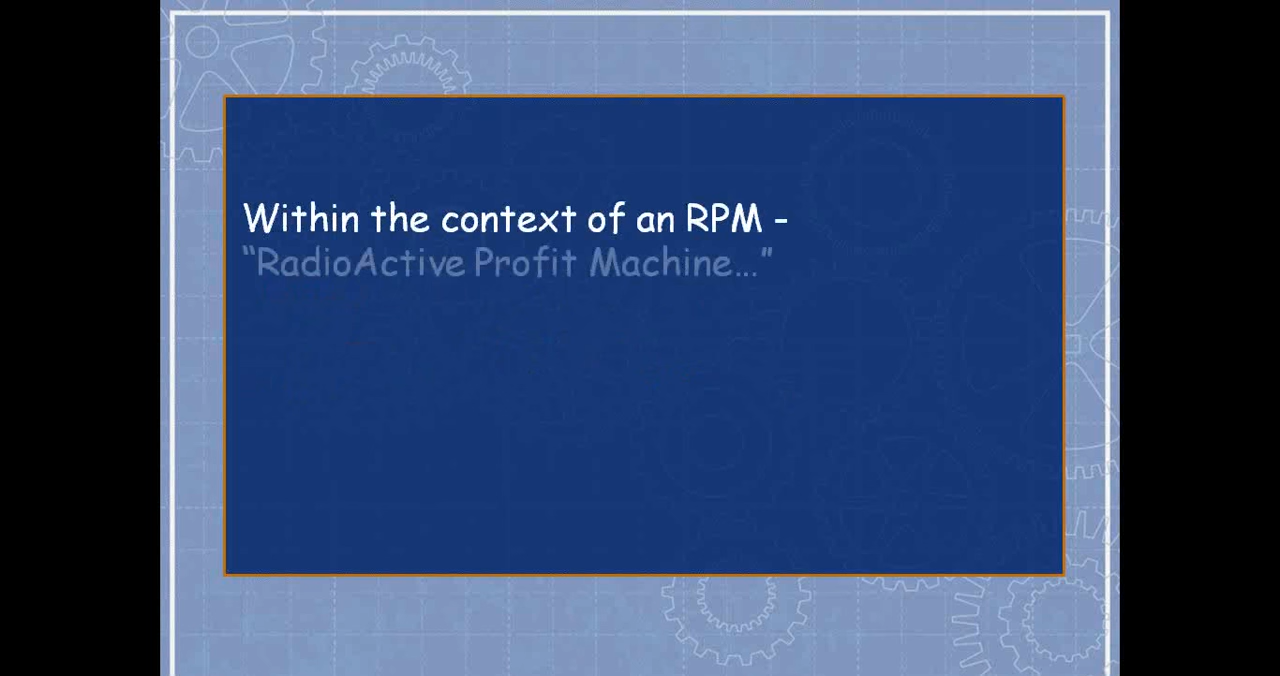 Within the context of an RPM -
“RadioActive Profit Machine...”